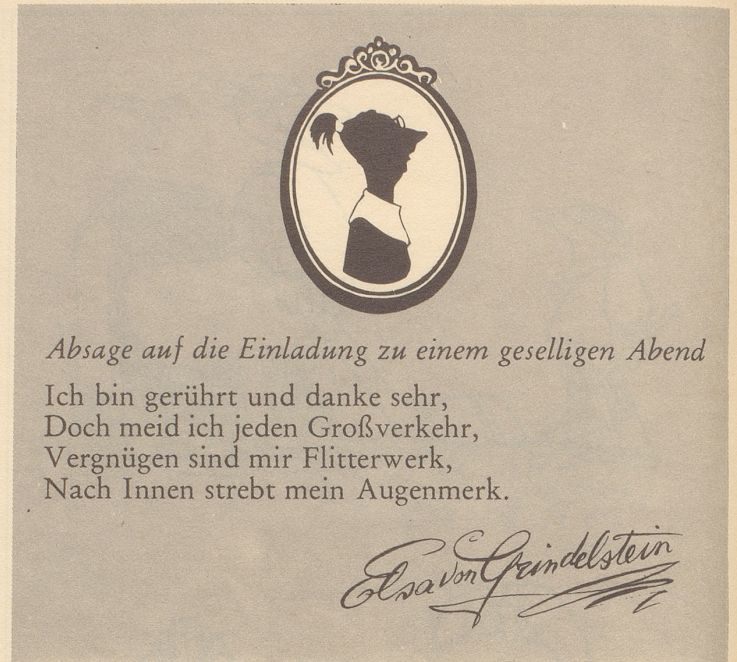 Absage auf die Einladung zu einem geselligen Abend
Ich bin gerührt und danke sehr,
Doch meid ich jeden Großverkehr,
Vergnügen sind mir Flitterwerk,
Nach Innen strebt mein Augenmerk.
Elsa von Grindelstein